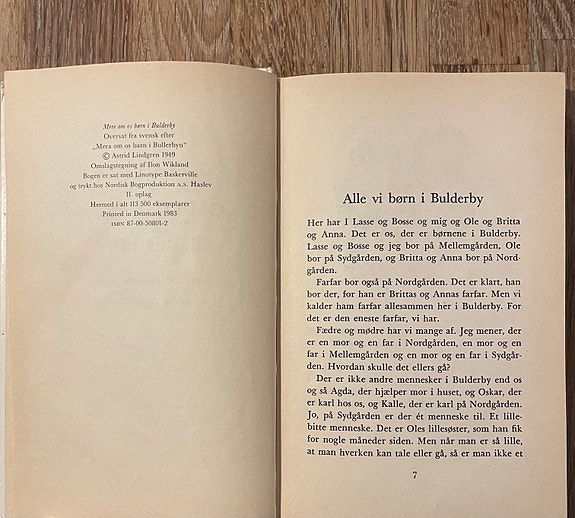 Mere om os børn i Bulderby
Oversat fra svensk efter
„Mera om oss barn i Bullerbyn“
© Astrid Lindgren 1949
Omslagstegning af Ilon Wikland
Bogen er sat med Linotype Baskerville
og trykt hos Nordisk Bogproduktion A.S. Haslev
11. oplag
Hermed i alt 113.500 eksemplarer
Printed in Denmark 1983
ISBN 87-00-50801-2
Alle vi børn i Bulderby
Her har I Lasse og Bosse og mig og Ole og Britta
og Anna. Det er os, der er børnene i Bulderby.
Lasse og Bosse og jeg bor på Mellemgården, Ole
bor på Sydgården, og Britta og Anna bor på Nord-
gården.
Farfar bor også på Nordgården. Det er klart, han
bor der, for han er Brittas og Annas farfar. Men vi
kalder ham farfar allesammen her i Bulderby. For
det er den eneste farfar, vi har.
Fædre og mødre har vi mange af. Jeg mener, der
er en mor og en far i Nordgården, en mor og en
far i Mellemgården og en mor og en far i Sydgår-
den. Hvordan skulle det ellers gå?
Der er ikke andre mennesker i Bulderby end os
og så Agda, der hjælper mor i huset, og Oskar, der
er karl hos os, og Kalle, der er karl på Nordgården.
Jo, på Sydgården er der ét menneske til. Et lille-
bitte menneske. Det er Oles lillesøster, som han fik
for nogle måneder siden. Men når man er så lille,
at man hverken kan tale eller gå, så er man ikke et
7